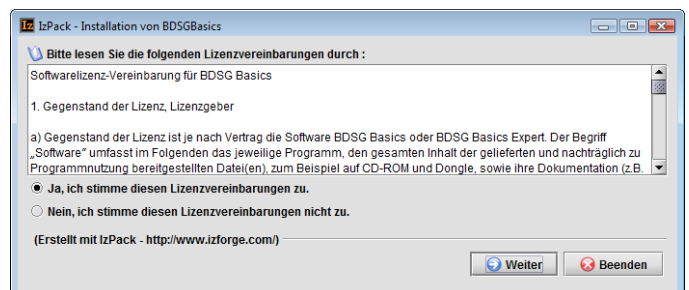 Iz IzPack - Installation von BDSGBasics
Bitte lesen Sie die folgenden Lizenzvereinbarungen durch :
Softwarelizenz-Vereinbarung für BDSG Basics
1. Gegenstand der Lizenz, Lizenzgeber
a) Gegenstand der Lizenz ist je nach Vertrag die Software BDSG Basics oder BDSG Basics Expert. Der Begriff
„Software“ umfasst im Folgenden das jeweilige Programm, den gesamten Inhalt der gelieferten und nachträglich zu
Programmnutzung bereitgestellten Datei(en), zum Beispiel auf CD-ROM und Dongle, sowie ihre Dokumentation (z.B.
Ja, ich stimme diesen Lizenzvereinbarungen zu.
Nein, ich stimme diesen Lizenzvereinbarungen nicht zu.
(Erstellt mit IzPack - http://www.izforge.com/)
Weiter Beenden